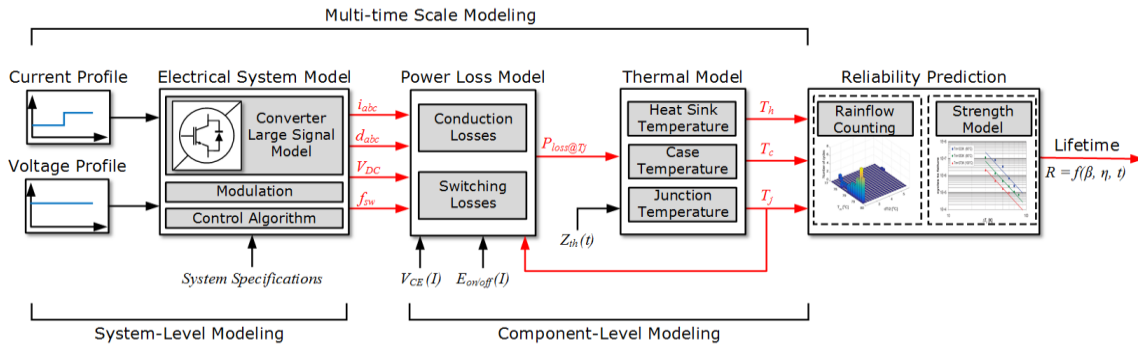 Multi-time Scale Modeling
Current Profile
Electrical System Model
Power Loss Model
Thermal Model
Reliability Prediction
Converter
Large Signal
Model
Modulation
Control Algorithm
Voltage Profile
System Specifications
i_abc
d_abc
V_DC
f_sw
Conduction
Losses
Switching
Losses
V_CE(I)
E_on/off(I)
P_loss@Tj
Heat Sink
Temperature
Case
Temperature
Junction
Temperature
Z_th(t)
T_h
T_c
T_j
Rainflow
Counting
Strength
Model
Lifetime
R = f(β, η, t)
System-Level Modeling
Component-Level Modeling